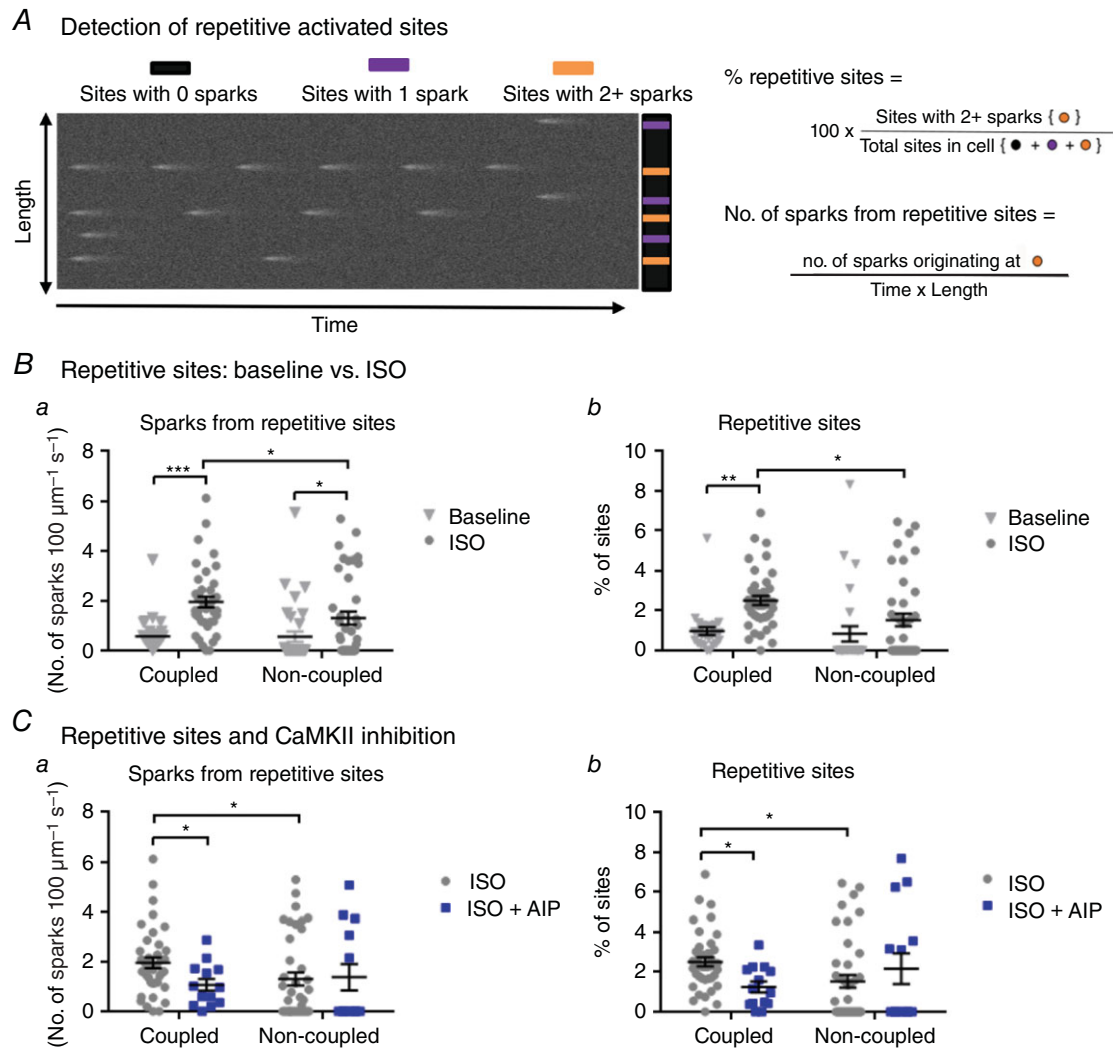 A Detection of repetitive activated sites
Sites with 0 sparks Sites with 1 spark Sites with 2+ sparks
Length
Time
% repetitive sites =
100 x Sites with 2+ sparks { }
Total sites in cell { + + }
No. of sparks from repetitive sites =
no. of sparks originating at
Time x Length
B Repetitive sites: baseline vs. ISO
a
Sparks from repetitive sites
(No. of sparks 100 µm⁻¹ s⁻¹)
8
6
4
2
0
***
*
*
Coupled Non-coupled
Baseline
ISO
b
Repetitive sites
% of sites
10
8
6
4
2
0
**
*
Coupled Non-coupled
Baseline
ISO
C Repetitive sites and CaMKII inhibition
a
Sparks from repetitive sites
(No. of sparks 100 µm⁻¹ s⁻¹)
8
6
4
2
0
*
*
Coupled Non-coupled
ISO
ISO + AIP
b
Repetitive sites
% of sites
10
8
6
4
2
0
*
*
Coupled Non-coupled
ISO
ISO + AIP